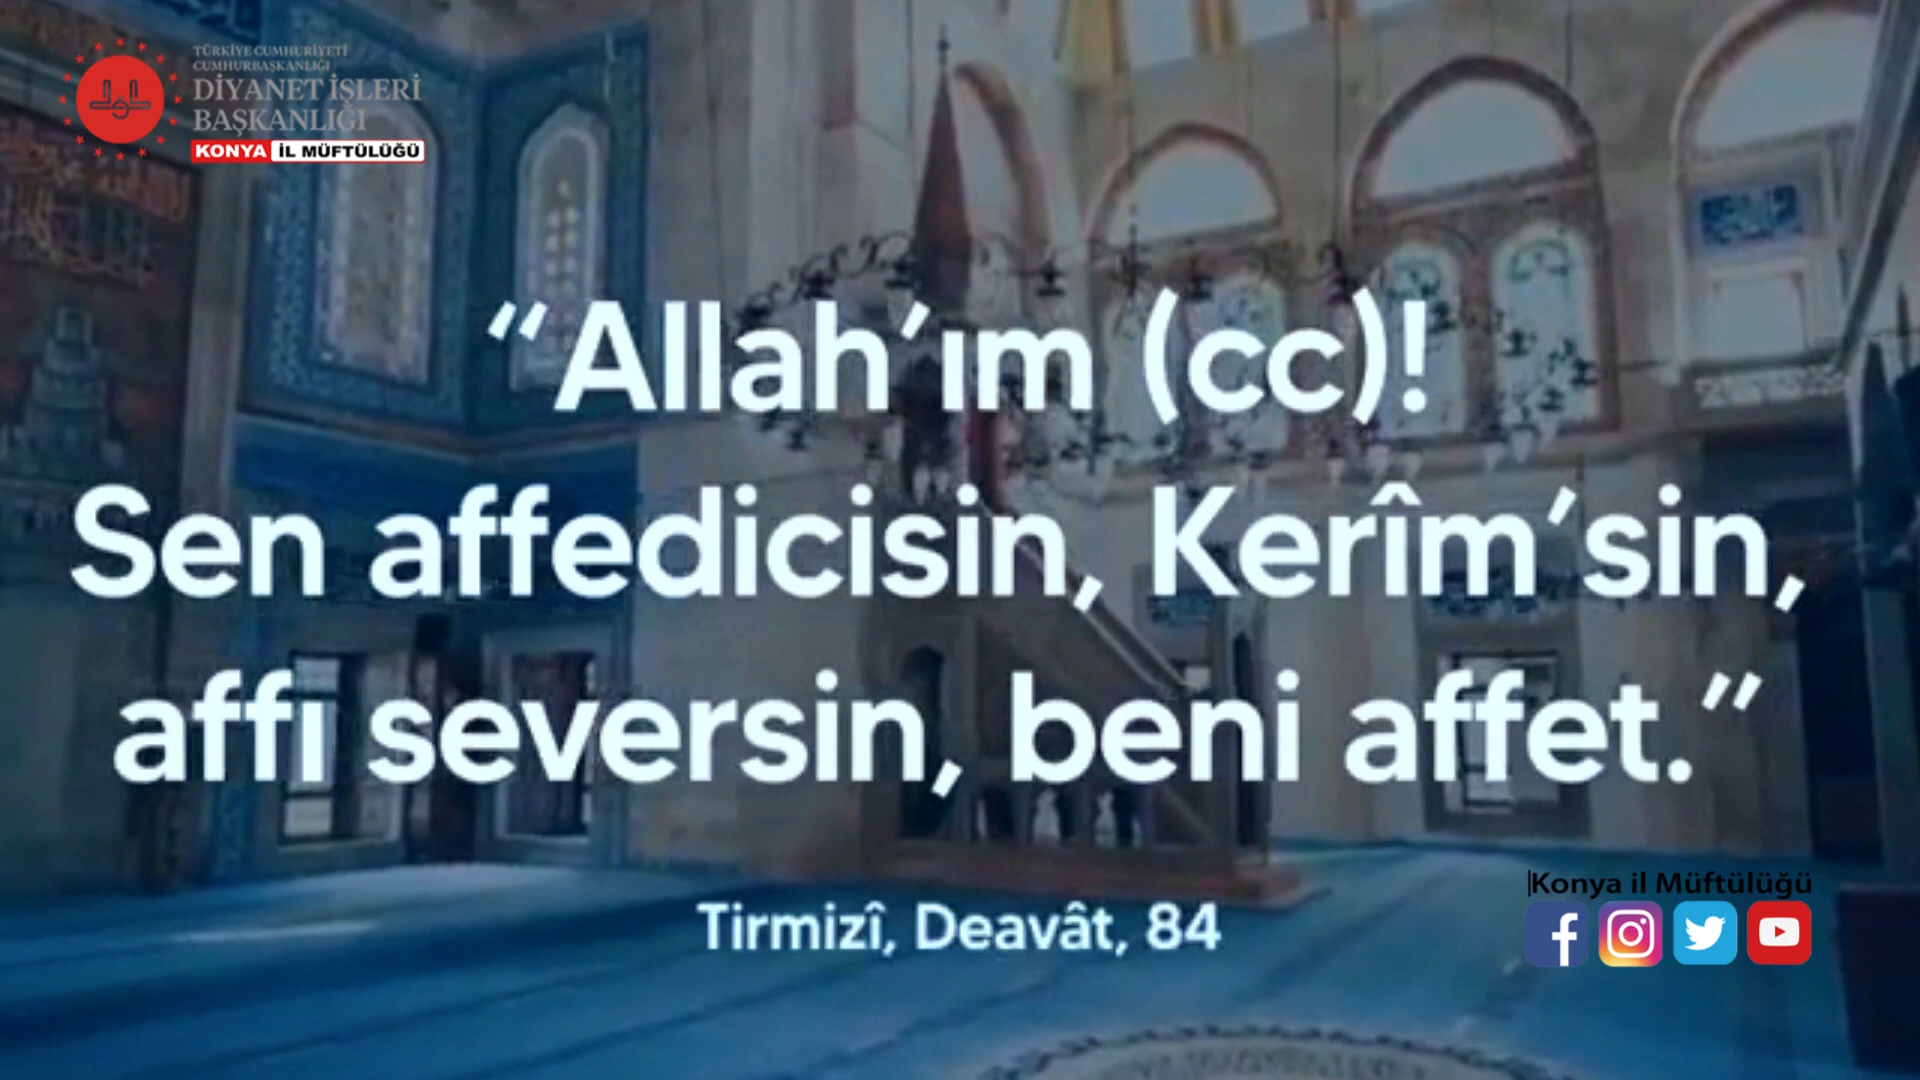 TÜRKİYE CUMHURİYETİ
CUMHURBAŞKANLIĞI
DİYANET İŞLERİ
BAŞKANLIĞI
KONYA İL MÜFTÜLÜĞÜ
“Allah’ım (cc)!
Sen affedicisin, Kerîm’sin,
affı seversin, beni affet.”
Tirmizî, Deavât, 84
Konya il Müftülüğü